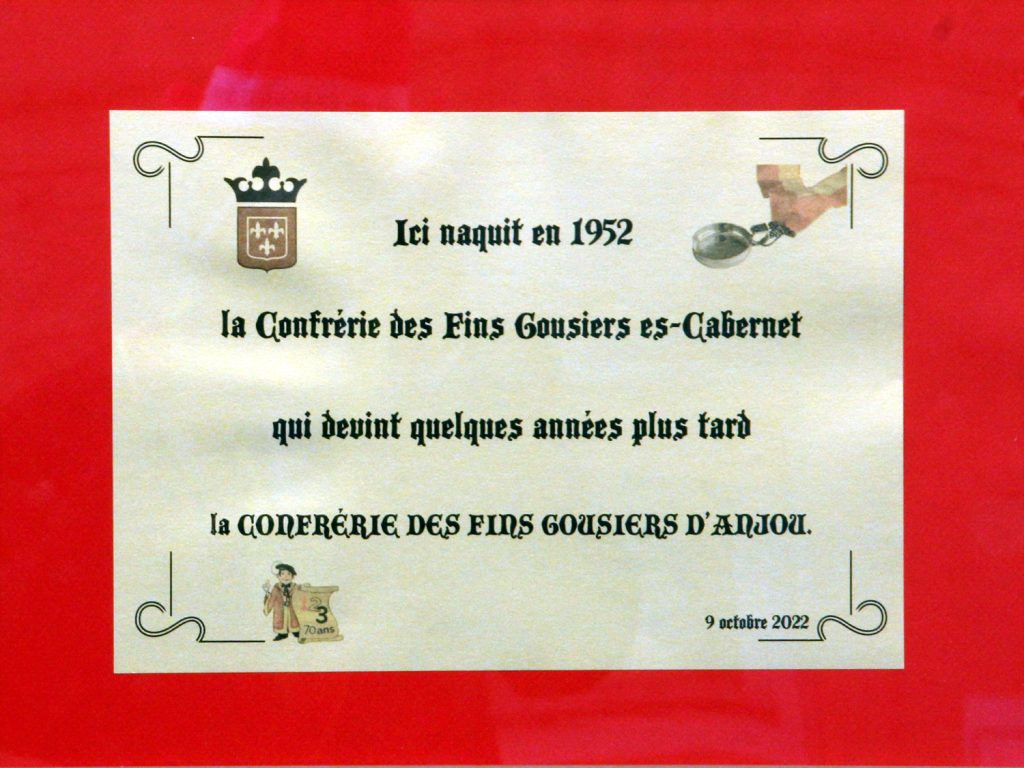 Ici naquit en 1952
la Confrérie des Fins Gousiers es-Cabernet
qui devint quelques années plus tard
la CONFRÉRIE DES FINS GOUSIERS D'ANJOU.
3
70ans
9 octobre 2022